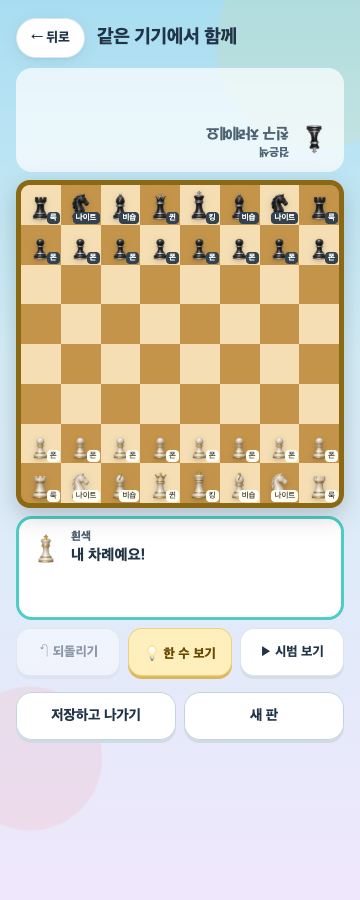 ← 뒤로
같은 기기에서 함께
검은색
친구 차례예요
룩 나이트 비숍 퀸 킹 비숍 나이트 룩
폰 폰 폰 폰 폰 폰 폰 폰
폰 폰 폰 폰 폰 폰 폰 폰
룩 나이트 비숍 퀸 킹 비숍 나이트 룩
흰색
내 차례예요!
되돌리기
한 수 보기
시범 보기
저장하고 나가기
새 판